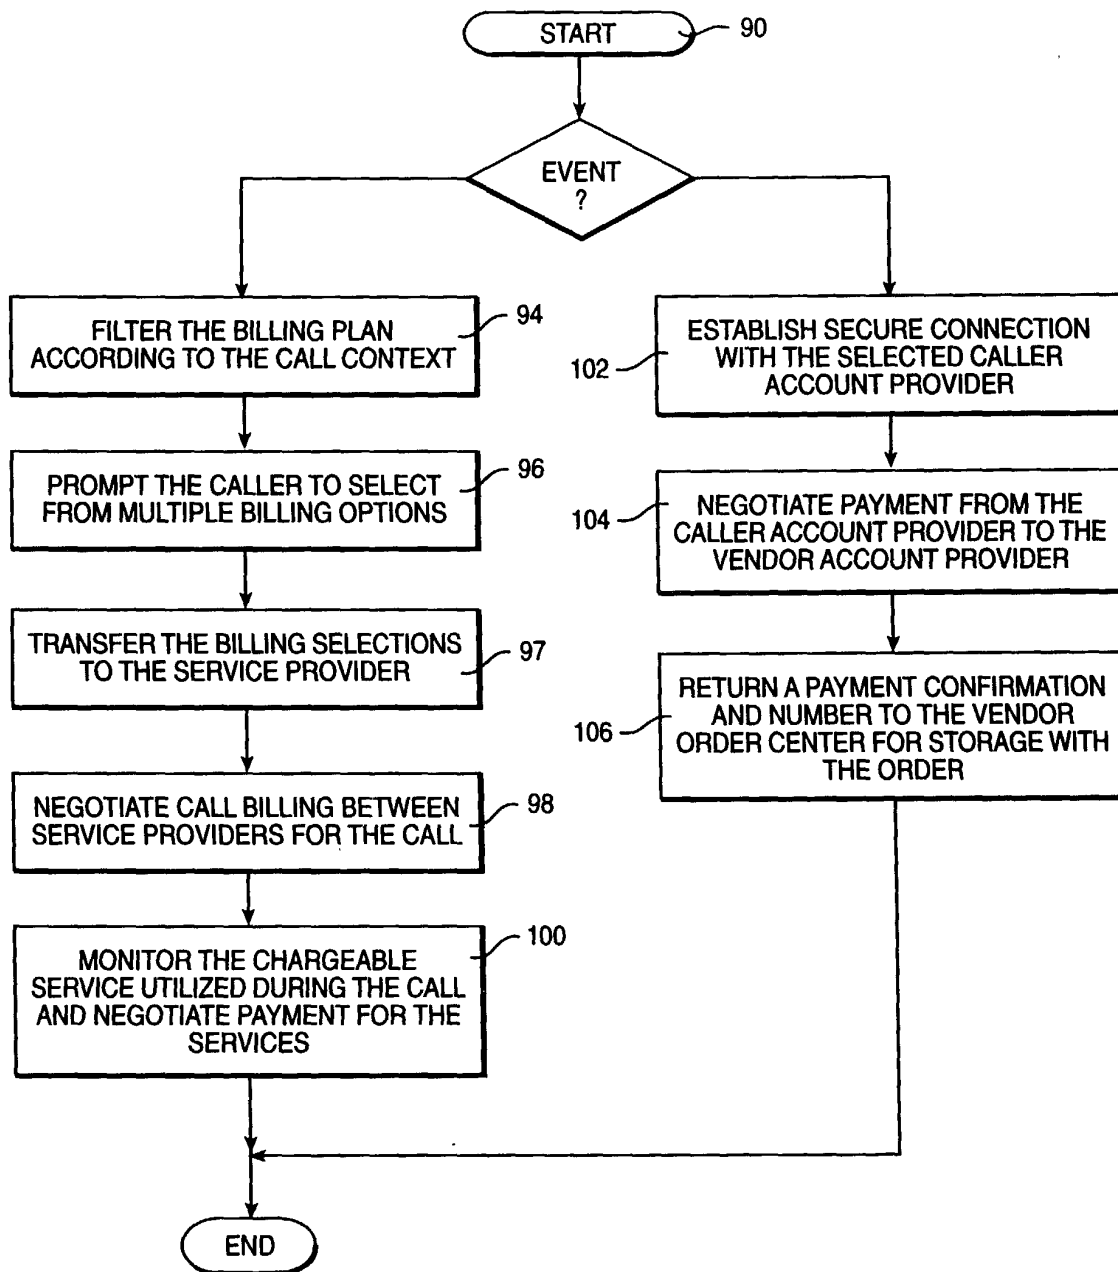 START
90
EVENT
?
FILTER THE BILLING PLAN
ACCORDING TO THE CALL CONTEXT
94
PROMPT THE CALLER TO SELECT
FROM MULTIPLE BILLING OPTIONS
96
TRANSFER THE BILLING SELECTIONS
TO THE SERVICE PROVIDER
97
NEGOTIATE CALL BILLING BETWEEN
SERVICE PROVIDERS FOR THE CALL
98
MONITOR THE CHARGEABLE
SERVICE UTILIZED DURING THE CALL
AND NEGOTIATE PAYMENT FOR THE
SERVICES
100
ESTABLISH SECURE CONNECTION
WITH THE SELECTED CALLER
ACCOUNT PROVIDER
102
NEGOTIATE PAYMENT FROM THE
CALLER ACCOUNT PROVIDER TO THE
VENDOR ACCOUNT PROVIDER
104
RETURN A PAYMENT CONFIRMATION
AND NUMBER TO THE VENDOR
ORDER CENTER FOR STORAGE WITH
THE ORDER
106
END